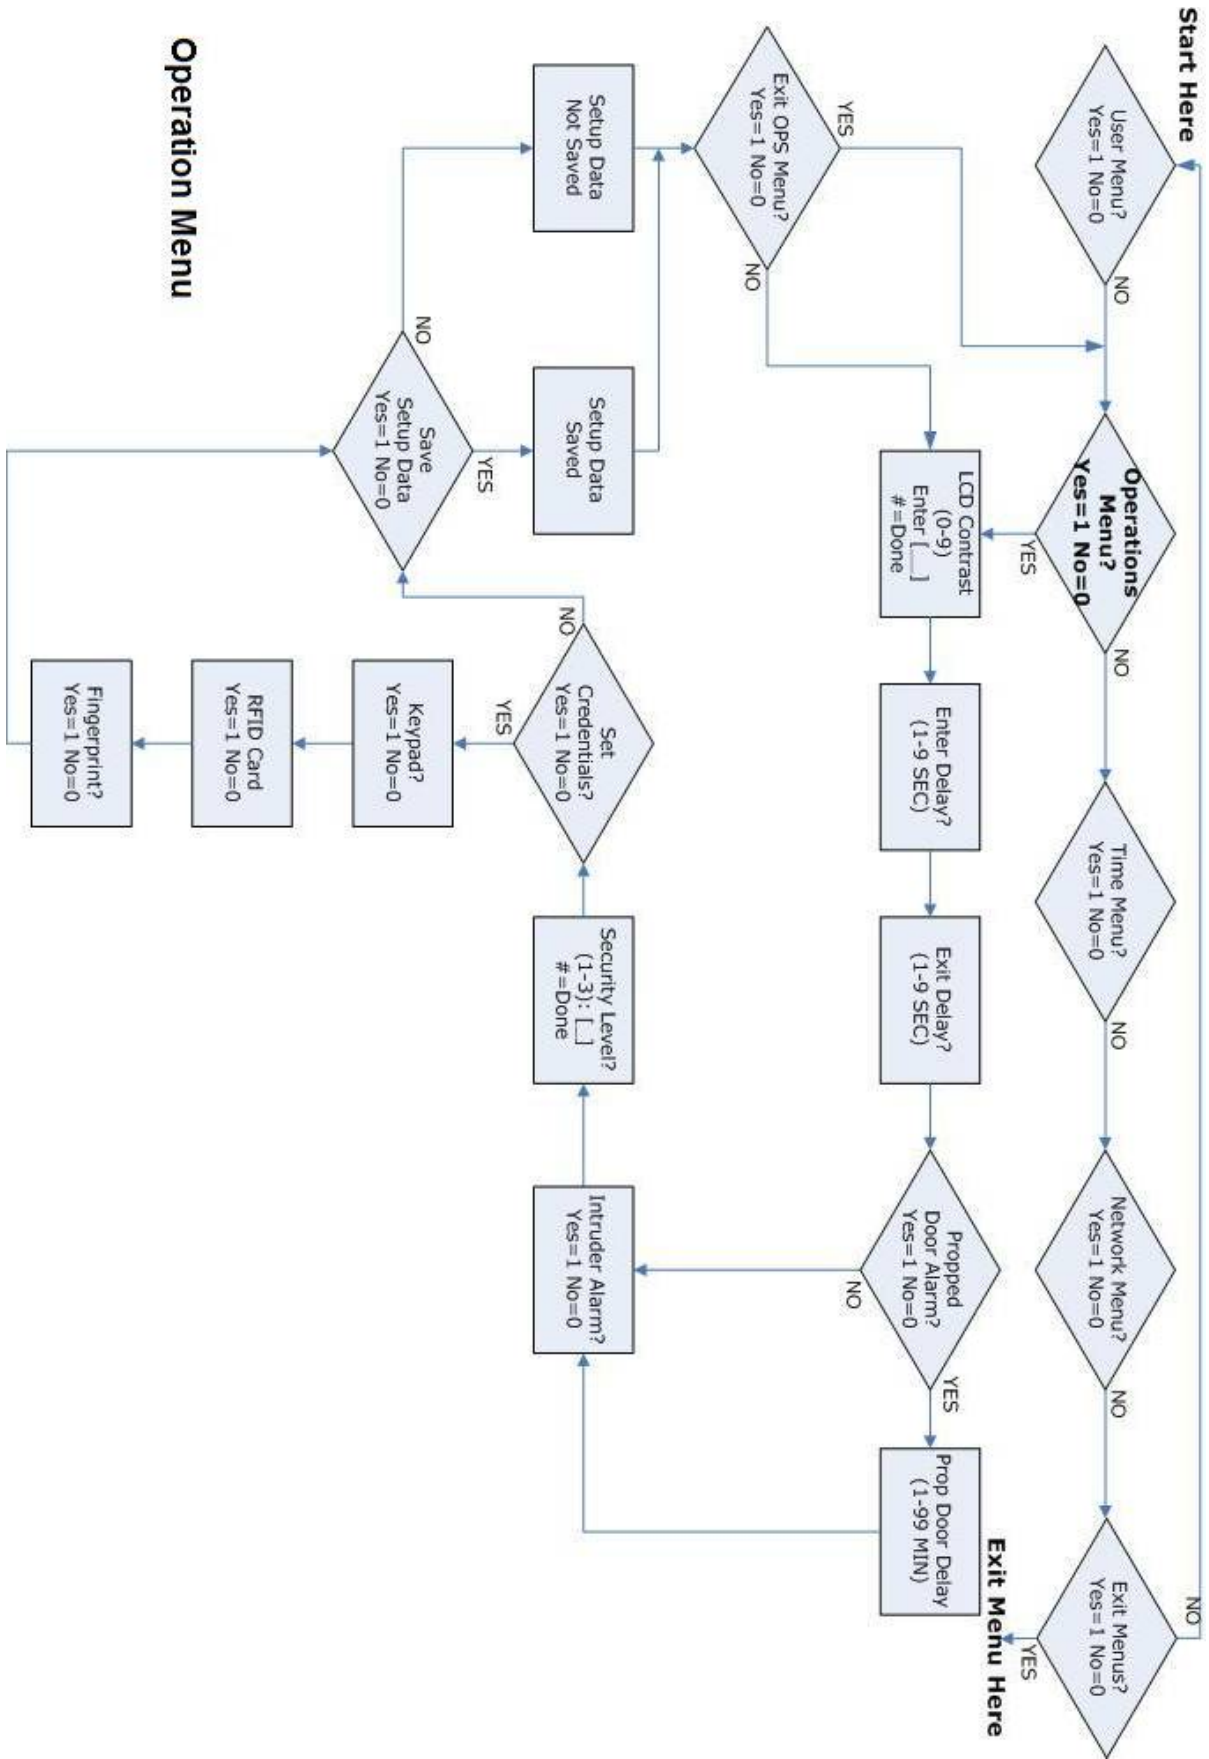 Start Here
User Menu?
Yes=1 No=0
NO
Operations
Menu?
Yes=1 No=0
NO
YES
Time Menu?
Yes=1 No=0
NO
Network Menu?
Yes=1 No=0
NO
Exit Menus?
Yes=1 No=0
NO
YES
Exit Menu Here
LCD Contrast
(0-9)
Enter [__]
#=Done
Enter Delay?
(1-9 SEC)
Exit Delay?
(1-9 SEC)
Propped
Door Alarm?
Yes=1 No=0
YES
NO
Prop Door Delay
(1-99 MIN)
Exit OPS Menu?
Yes=1 No=0
YES
NO
Setup Data
Not Saved
Setup Data
Saved
Set
Credentials?
Yes=1 No=0
NO
YES
Security Level?
(1-3): [_]
#=Done
Intruder Alarm?
Yes=1 No=0
Save
Setup Data
Yes=1 No=0
NO
YES
Keypad?
Yes=1 No=0
RFID Card
Yes=1 No=0
Fingerprint?
Yes=1 No=0
Operation Menu